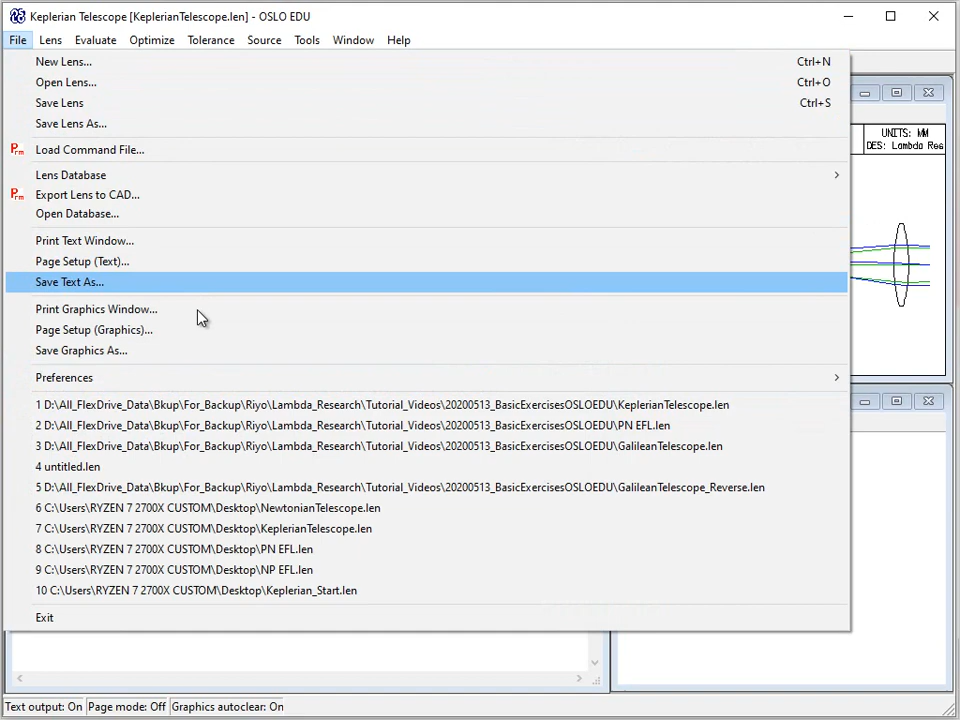 Keplerian Telescope [KeplerianTelescope.len] - OSLO EDU
File Lens Evaluate Optimize Tolerance Source Tools Window Help
New Lens... Ctrl+N
Open Lens... Ctrl+O
Save Lens Ctrl+S
Save Lens As...
Prm Load Command File...
Lens Database
Prm Export Lens to CAD...
Open Database...
Print Text Window...
Page Setup (Text)...
Save Text As...
Print Graphics Window...
Page Setup (Graphics)...
Save Graphics As...
Preferences
1 D:\All_FlexDrive_Data\Bkup\For_Backup\Riyo\Lambda_Research\Tutorial_Videos\20200513_BasicExercisesOSLOEDU\KeplerianTelescope.len
2 D:\All_FlexDrive_Data\Bkup\For_Backup\Riyo\Lambda_Research\Tutorial_Videos\20200513_BasicExercisesOSLOEDU\PN EFL.len
3 D:\All_FlexDrive_Data\Bkup\For_Backup\Riyo\Lambda_Research\Tutorial_Videos\20200513_BasicExercisesOSLOEDU\GalileanTelescope.len
4 untitled.len
5 D:\All_FlexDrive_Data\Bkup\For_Backup\Riyo\Lambda_Research\Tutorial_Videos\20200513_BasicExercisesOSLOEDU\GalileanTelescope_Reverse.len
6 C:\Users\RYZEN 7 2700X CUSTOM\Desktop\NewtonianTelescope.len
7 C:\Users\RYZEN 7 2700X CUSTOM\Desktop\KeplerianTelescope.len
8 C:\Users\RYZEN 7 2700X CUSTOM\Desktop\PN EFL.len
9 C:\Users\RYZEN 7 2700X CUSTOM\Desktop\NP EFL.len
10 C:\Users\RYZEN 7 2700X CUSTOM\Desktop\Keplerian_Start.len
Exit
UNITS: MM
DES: Lambda Res
Text output: On Page mode: Off Graphics autoclear: On